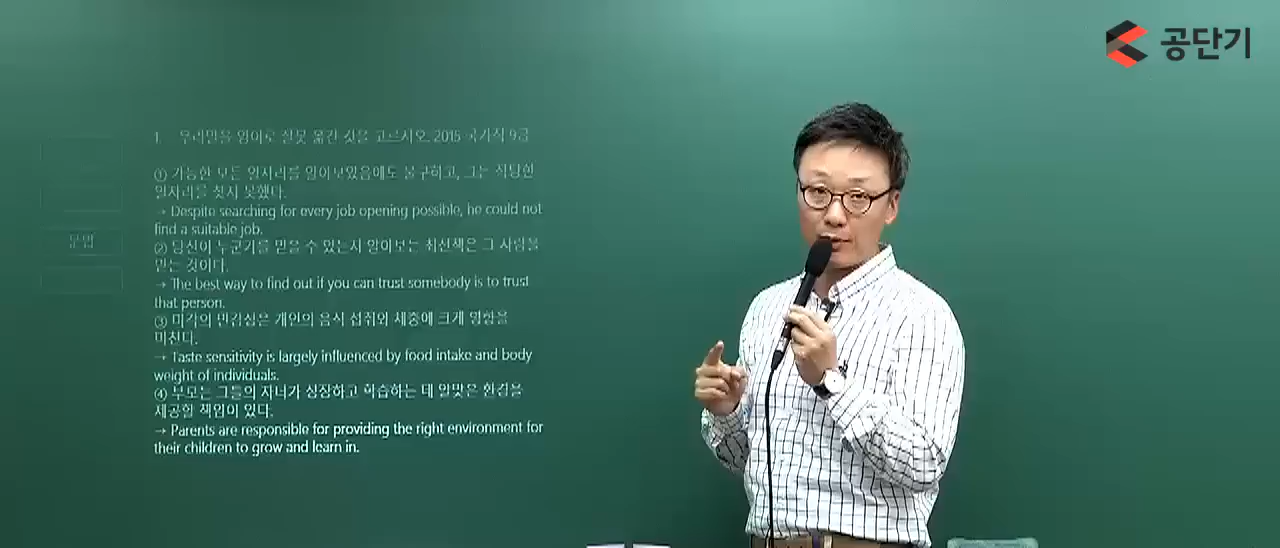 공단기
1. 우리말을 영어로 잘못 옮긴 것을 고르시오. 2015 국가직 9급
① 가능한 모든 일자리를 알아보았음에도 불구하고, 그는 적당한
일자리를 찾지 못했다.
→ Despite searching for every job opening possible, he could not
find a suitable job.
문법
② 당신이 누군가를 믿을 수 있는지 알아보는 최선책은 그 사람을
믿는 것이다.
→ The best way to find out if you can trust somebody is to trust
that person.
③ 미각의 민감성은 개인의 음식 섭취와 체중에 크게 영향을
미친다.
→ Taste sensitivity is largely influenced by food intake and body
weight of individuals.
④ 부모는 그들의 자녀가 성장하고 학습하는 데 알맞은 환경을
제공할 책임이 있다.
→ Parents are responsible for providing the right environment for
their children to grow and learn in.